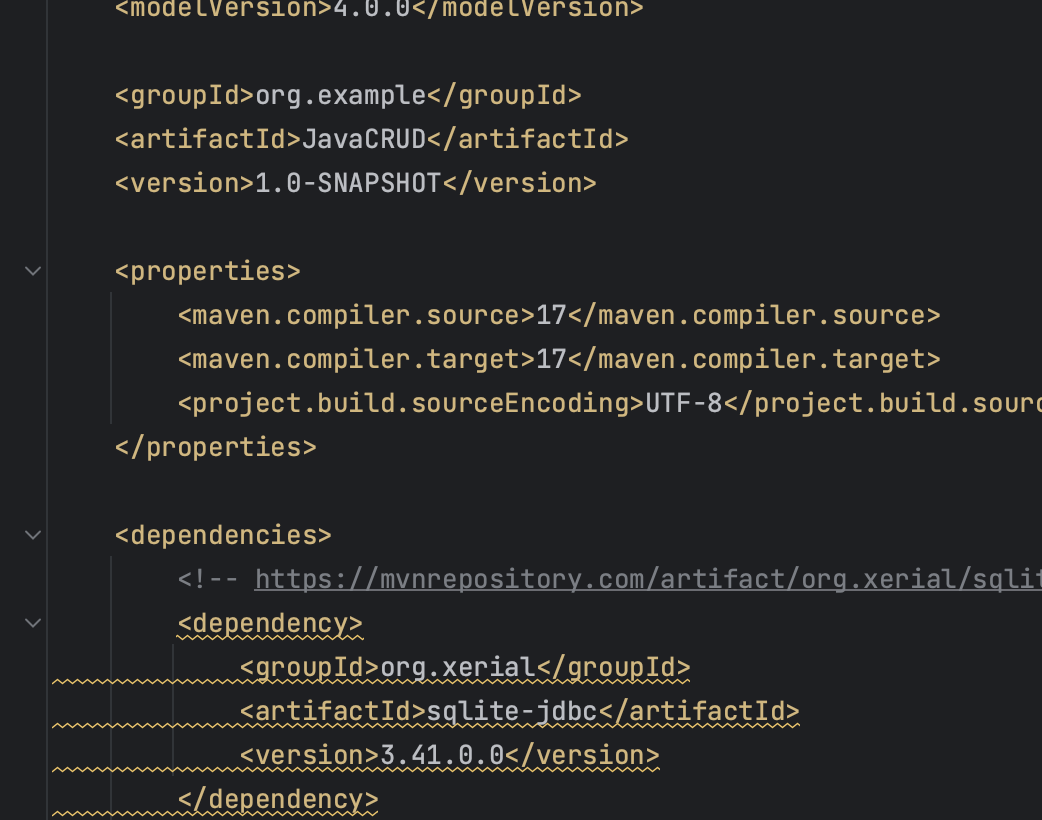 <modelVersion>4.0.0</modelVersion>
<groupId>org.example</groupId>
<artifactId>JavaCRUD</artifactId>
<version>1.0-SNAPSHOT</version>
<properties>
<maven.compiler.source>17</maven.compiler.source>
<maven.compiler.target>17</maven.compiler.target>
<project.build.sourceEncoding>UTF-8</project.build.sourc
</properties>
<dependencies>
<!-- https://mvnrepository.com/artifact/org.xerial/sqlit
<dependency>
<groupId>org.xerial</groupId>
<artifactId>sqlite-jdbc</artifactId>
<version>3.41.0.0</version>
</dependency>